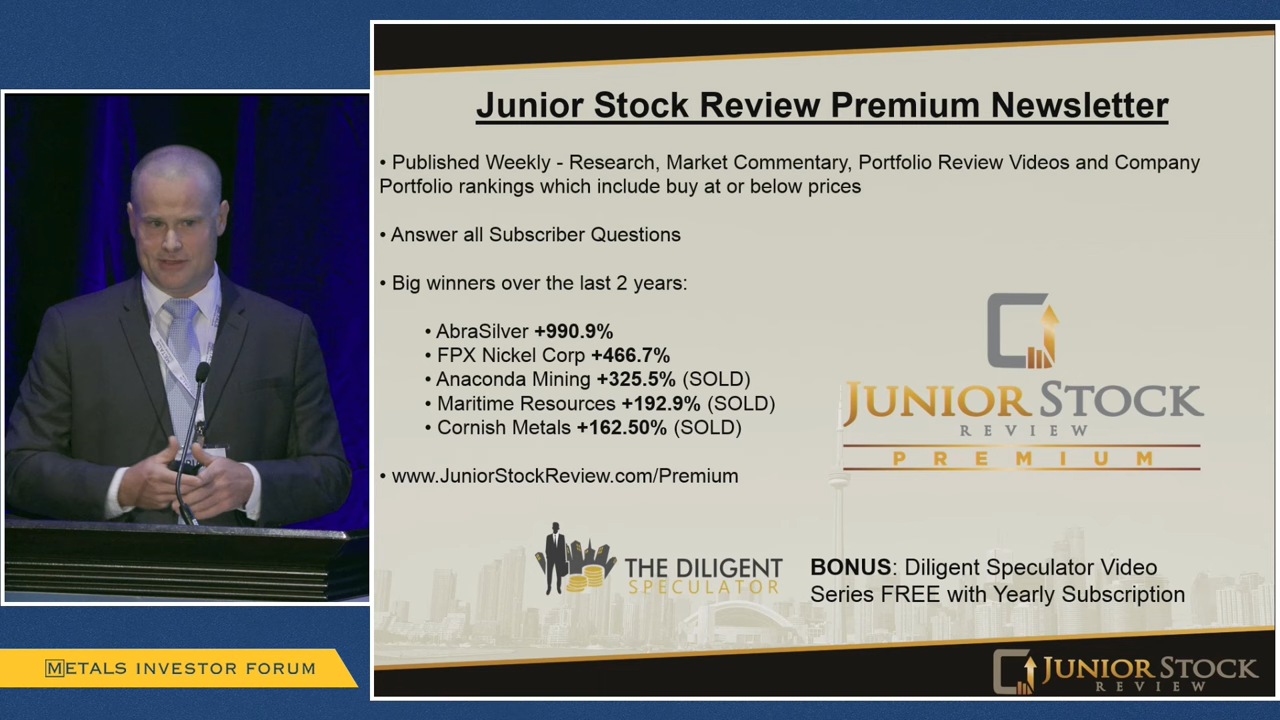 Junior Stock Review Premium Newsletter
• Published Weekly - Research, Market Commentary, Portfolio Review Videos and Company
Portfolio rankings which include buy at or below prices
• Answer all Subscriber Questions
• Big winners over the last 2 years:
• AbraSilver +990.9%
• FPX Nickel Corp +466.7%
• Anaconda Mining +325.5% (SOLD)
• Maritime Resources +192.9% (SOLD)
• Cornish Metals +162.50% (SOLD)
• www.JuniorStockReview.com/Premium
JUNIOR STOCK
REVIEW
PREMIUM
THE DILIGENT
SPECULATOR
BONUS: Diligent Speculator Video
Series FREE with Yearly Subscription
METALS INVESTOR FORUM
JUNIOR STOCK
REVIEW